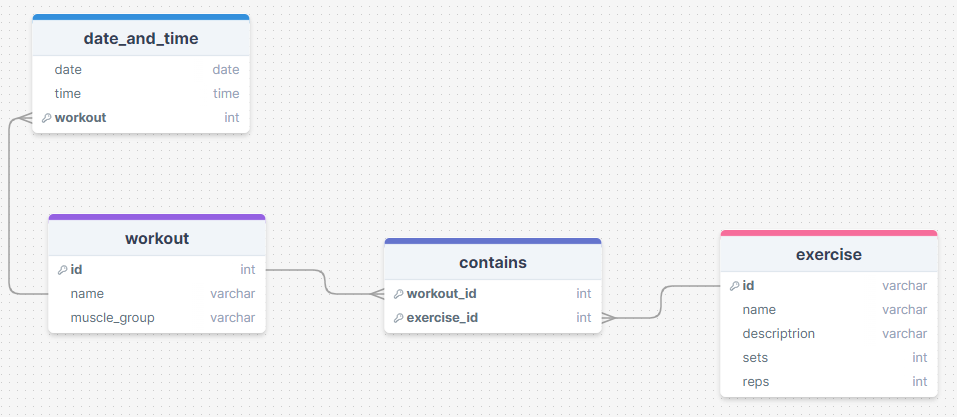 date_and_time
date date
time time
workout int
workout
id int
name varchar
muscle_group varchar
contains
workout_id int
exercise_id int
exercise
id varchar
name varchar
descriptrion varchar
sets int
reps int